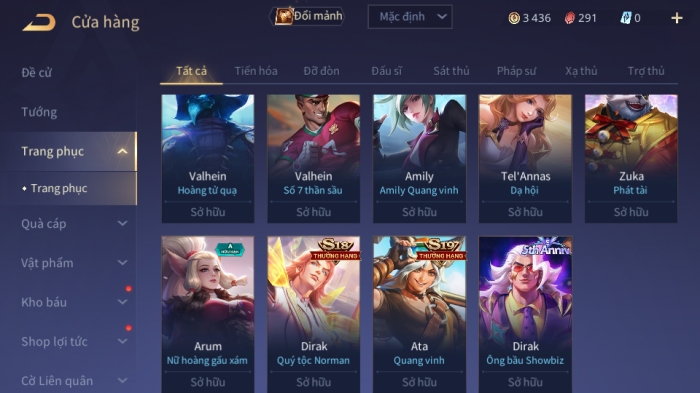 Cửa hàng
Đổi mảnh
Mặc định
3 436
291
0
Đề cử
Tướng
Trang phục
Trang phục
Quà cáp
Vật phẩm
Kho báu
Shop lợi tức
Cờ Liên quân
Tất cả Tiến hóa Đỡ đòn Đấu sĩ Sát thủ Pháp sư Xạ thủ Trợ thủ
Valhein
Hoàng tử quạ
Sở hữu
Valhein
Số 7 thần sầu
Sở hữu
Amily
Amily Quang vinh
Sở hữu
Tel'Annas
Dạ hội
Sở hữu
Zuka
Phát tài
Sở hữu
Arum
Nữ hoàng gấu xám
Sở hữu
S18
THƯỞNG HẠNG
Dirak
Quý tộc Norman
Sở hữu
S19
THƯỞNG HẠNG
Ata
Quang vinh
Sở hữu
Dirak
Ông bầu Showbiz
Sở hữu